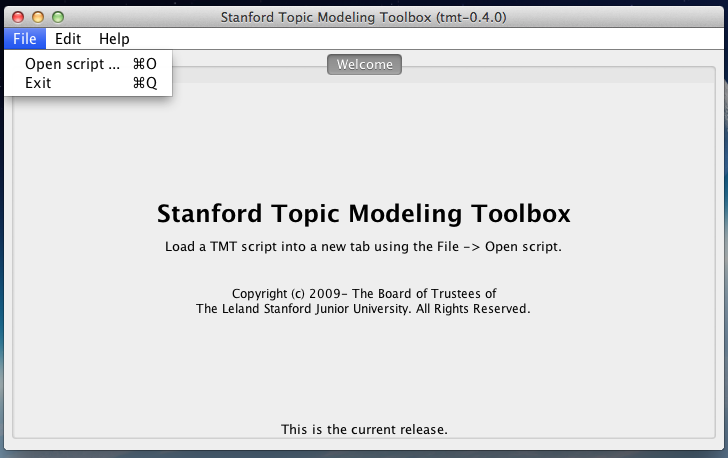 Stanford Topic Modeling Toolbox (tmt-0.4.0)
File Edit Help
Open script ... ⌘O
Exit ⌘Q
Welcome
Stanford Topic Modeling Toolbox
Load a TMT script into a new tab using the File -> Open script.
Copyright (c) 2009- The Board of Trustees of
The Leland Stanford Junior University. All Rights Reserved.
This is the current release.